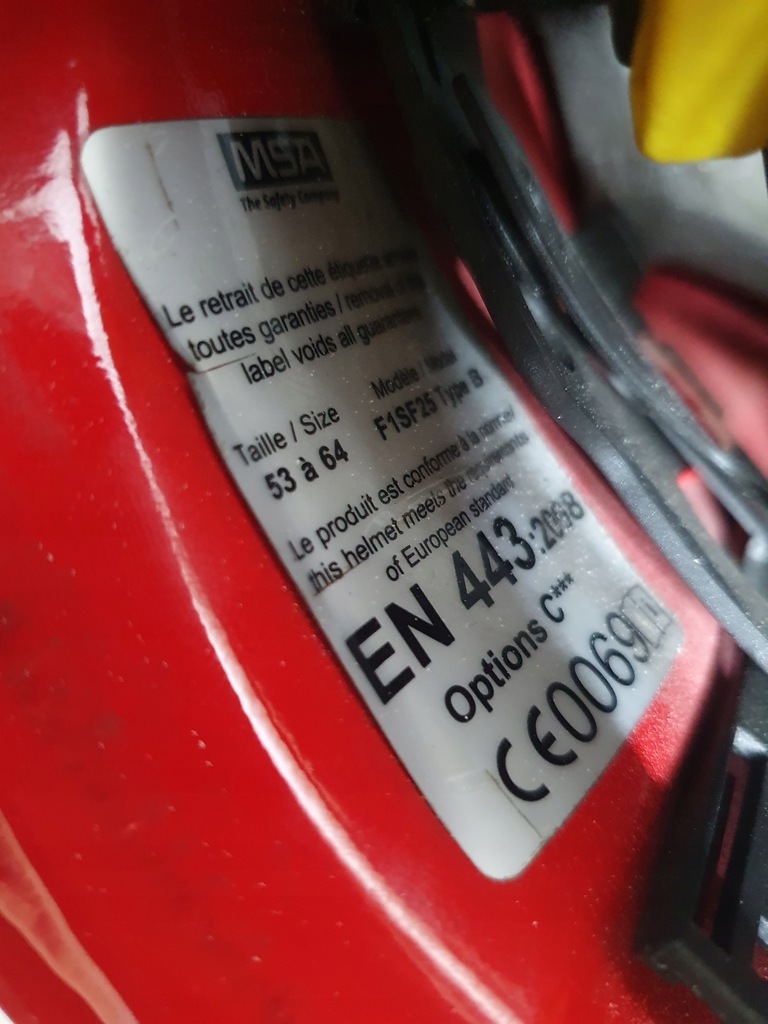 MSA
The Safety Company
Le retrait de cette étiquette
toutes garanties / removal of
label voids all guarantees
Taille / Size
53 à 64
Modèle / Model
F1SF25 Type B
Le produit est conforme à la norme/
this helmet meets the requirements
of European standard
EN 443:
Options C***
CE0069